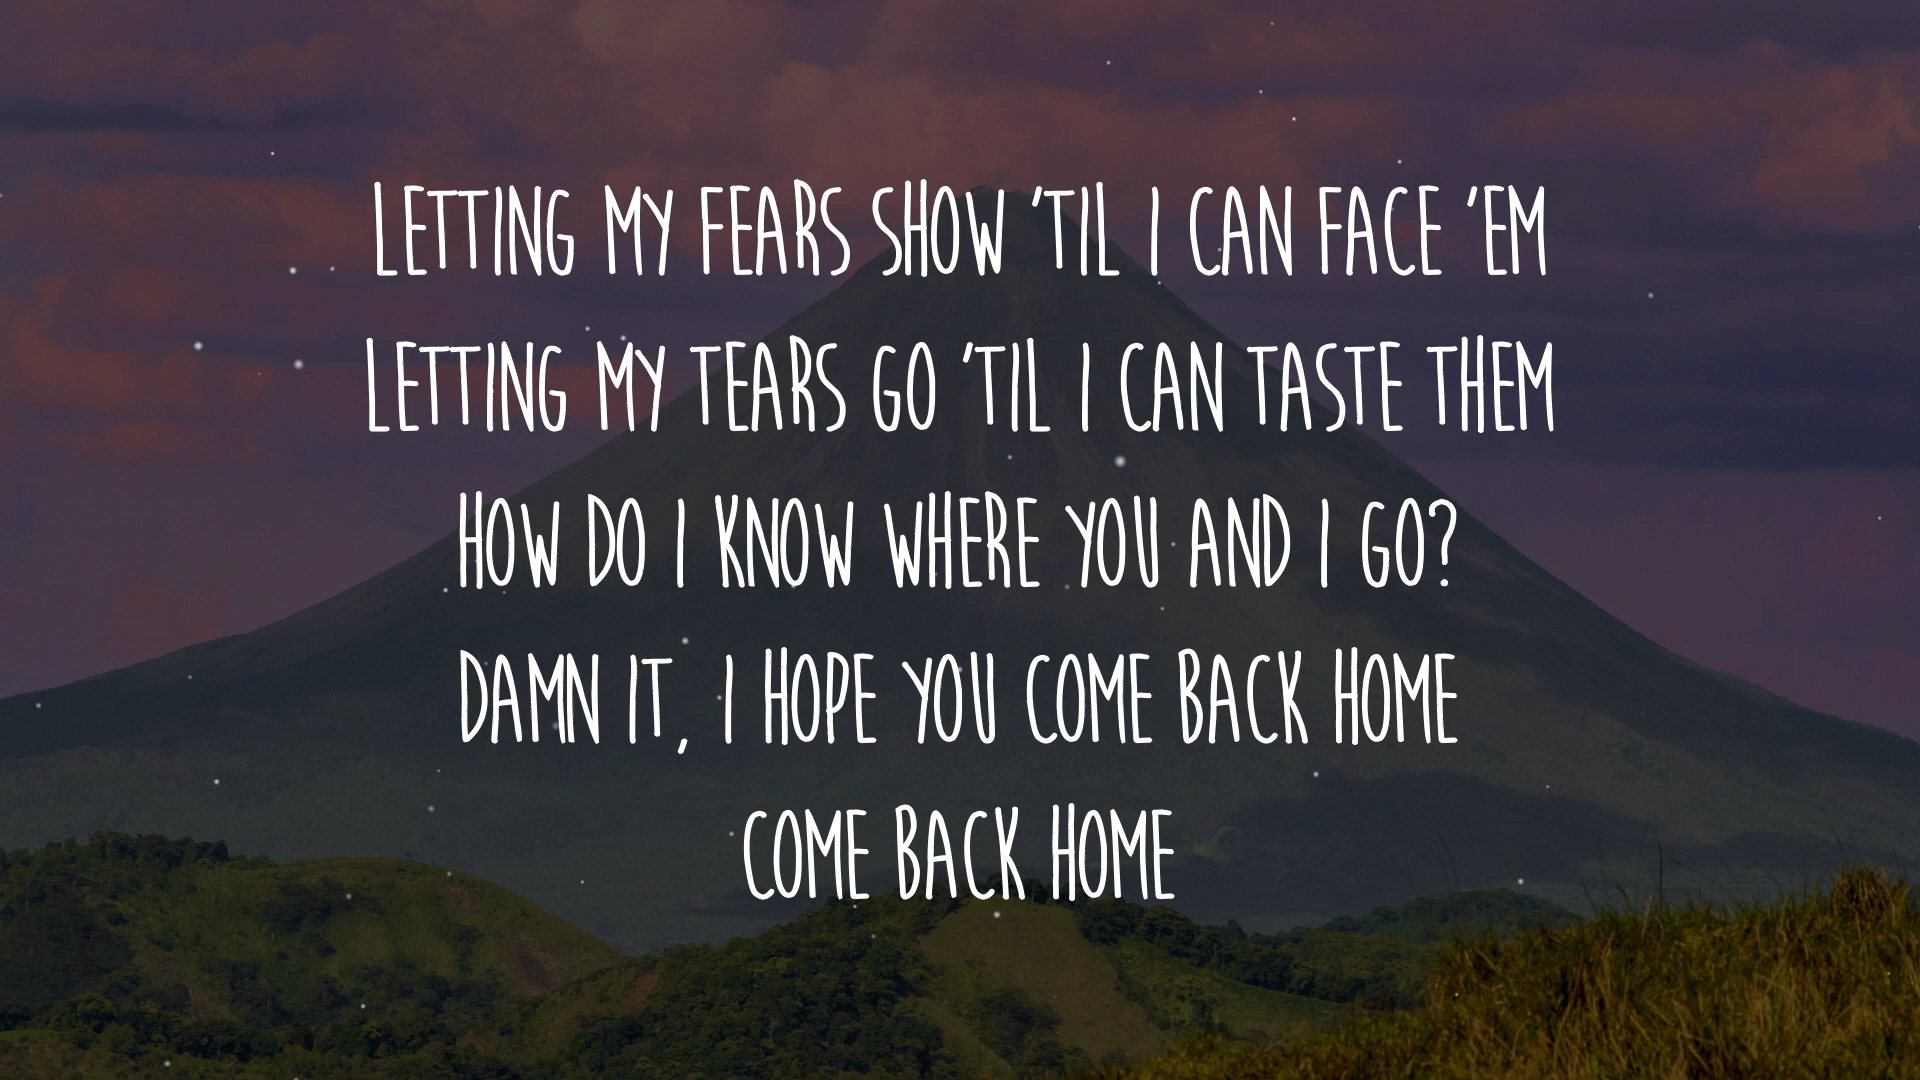 LETTING MY FEARS SHOW 'TIL I CAN FACE 'EM
LETTING MY TEARS GO 'TIL I CAN TASTE THEM
HOW DO I KNOW WHERE YOU AND I GO?
DAMN IT, I HOPE YOU COME BACK HOME
COME BACK HOME